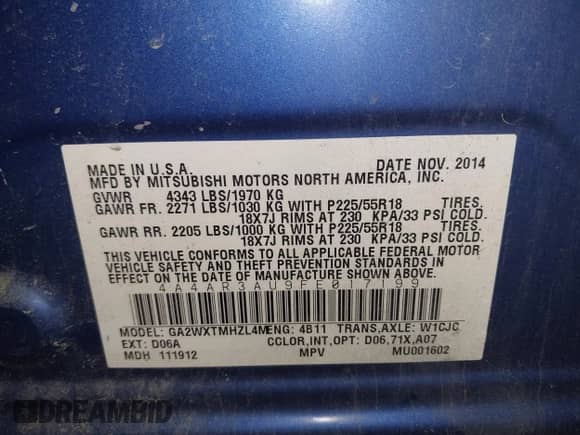 MADE IN U.S.A. DATE NOV. 2014
MFD BY MITSUBISHI MOTORS NORTH AMERICA, INC.
GVWR 4343 LBS/1970 KG
GAWR FR. 2271 LBS/1030 KG WITH P225/55R18 TIRES.
18X7J RIMS AT 230 KPA/33 PSI COLD.
GAWR RR. 2205 LBS/1000 KG WITH P225/55R18 TIRES.
18X7J RIMS AT 230 KPA/33 PSI COLD.
THIS VEHICLE CONFORMS TO ALL APPLICABLE FEDERAL MOTOR
VEHICLE SAFETY AND THEFT PREVENTION STANDARDS IN
EFFECT ON THE DATE OF MANUFACTURE SHOWN ABOVE
4A4AR3AU9FE017199
MODEL: GA2WXTMHZL4M ENG: 4B11 TRANS,AXLE: W1CJC
EXT: D06A CCLOR,INT,OPT: D06,71X,A07
MDH 111912 MPV MU001602
DREAMBID